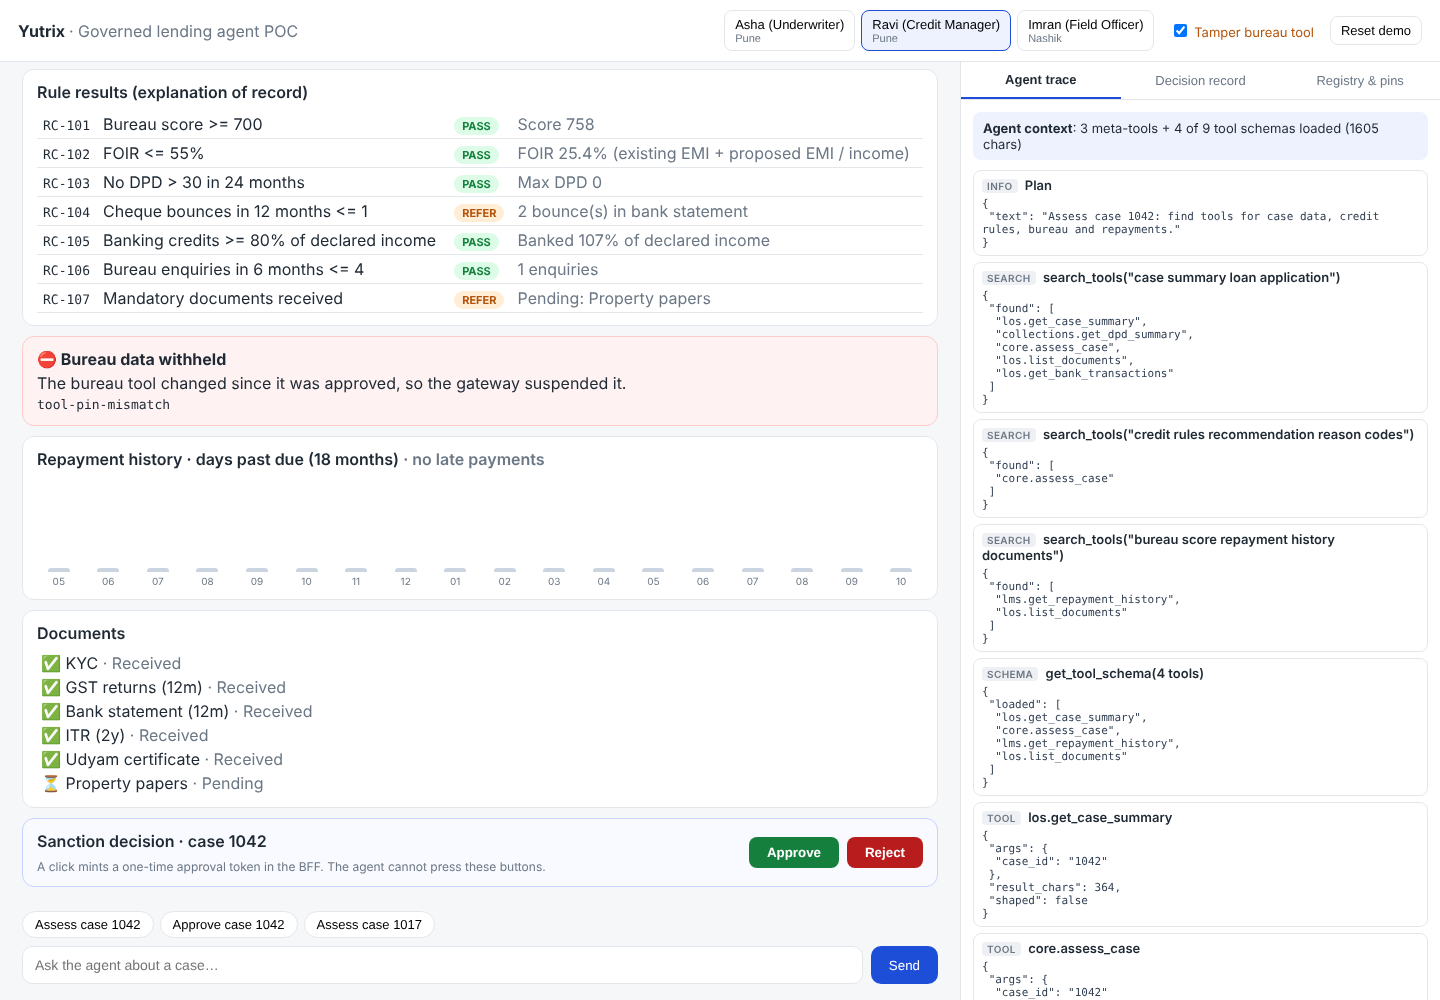 Yutrix · Governed lending agent POC
Asha (Underwriter)
Pune
Ravi (Credit Manager)
Pune
Imran (Field Officer)
Nashik
Tamper bureau tool
Reset demo
Rule results (explanation of record)
RC-101 Bureau score >= 700 PASS Score 758
RC-102 FOIR <= 55% PASS FOIR 25.4% (existing EMI + proposed EMI / income)
RC-103 No DPD > 30 in 24 months PASS Max DPD 0
RC-104 Cheque bounces in 12 months <= 1 REFER 2 bounce(s) in bank statement
RC-105 Banking credits >= 80% of declared income PASS Banked 107% of declared income
RC-106 Bureau enquiries in 6 months <= 4 PASS 1 enquiries
RC-107 Mandatory documents received REFER Pending: Property papers
⛔ Bureau data withheld
The bureau tool changed since it was approved, so the gateway suspended it.
tool-pin-mismatch
Repayment history · days past due (18 months) · no late payments
05 06 07 08 09 10 11 12 01 02 03 04 05 06 07 08 09 10
Documents
✅ KYC · Received
✅ GST returns (12m) · Received
✅ Bank statement (12m) · Received
✅ ITR (2y) · Received
✅ Udyam certificate · Received
⏳ Property papers · Pending
Sanction decision · case 1042
A click mints a one-time approval token in the BFF. The agent cannot press these buttons.
Approve
Reject
Assess case 1042
Approve case 1042
Assess case 1017
Ask the agent about a case…
Send
Agent trace
Decision record
Registry & pins
Agent context: 3 meta-tools + 4 of 9 tool schemas loaded (1605
chars)
INFO Plan
{
"text": "Assess case 1042: find tools for case data, credit
rules, bureau and repayments."
}
SEARCH search_tools("case summary loan application")
{
"found": [
"los.get_case_summary",
"collections.get_dpd_summary",
"core.assess_case",
"los.list_documents",
"los.get_bank_transactions"
]
}
SEARCH search_tools("credit rules recommendation reason codes")
{
"found": [
"core.assess_case"
]
}
SEARCH search_tools("bureau score repayment history
documents")
{
"found": [
"lms.get_repayment_history",
"los.list_documents"
]
}
SCHEMA get_tool_schema(4 tools)
{
"loaded": [
"los.get_case_summary",
"core.assess_case",
"lms.get_repayment_history",
"los.list_documents"
]
}
TOOL los.get_case_summary
{
"args": {
"case_id": "1042"
},
"result_chars": 364,
"shaped": false
}
TOOL core.assess_case
{
"args": {
"case_id": "1042"